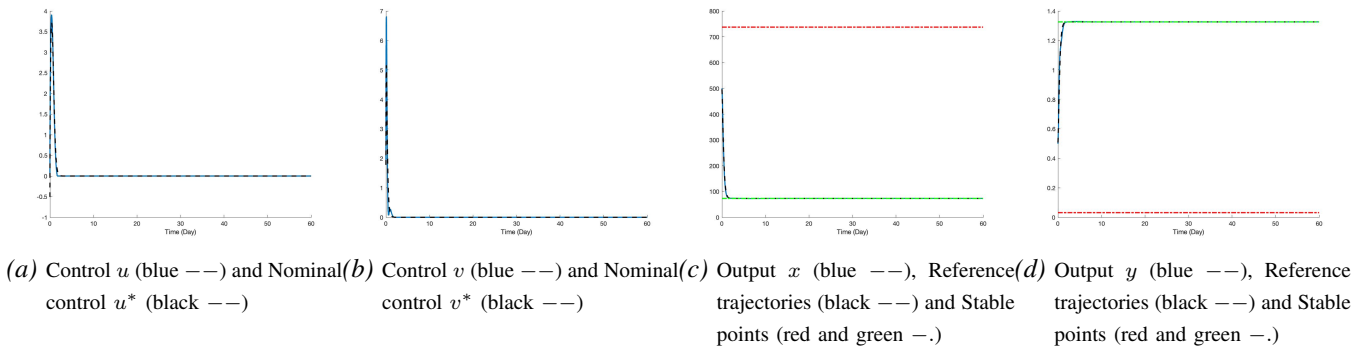 4
3.5
3
2.5
2
1.5
1
0.5
0
-0.5
-1
0 10 20 30 40 50 60
Time (Day)
7
6
5
4
3
2
1
0
0 10 20 30 40 50 60
Time (Day)
800
700
600
500
400
300
200
100
0
0 10 20 30 40 50 60
Time (Day)
1.4
1.2
1
0.8
0.6
0.4
0.2
0
0 10 20 30 40 50 60
Time (Day)
(a) Control u (blue −−) and Nominal
control u* (black −−)
(b) Control v (blue −−) and Nominal
control v* (black −−)
(c) Output x (blue −−), Reference
trajectories (black −−) and Stable
points (red and green −.)
(d) Output y (blue −−), Reference
trajectories (black −−) and Stable
points (red and green −.)